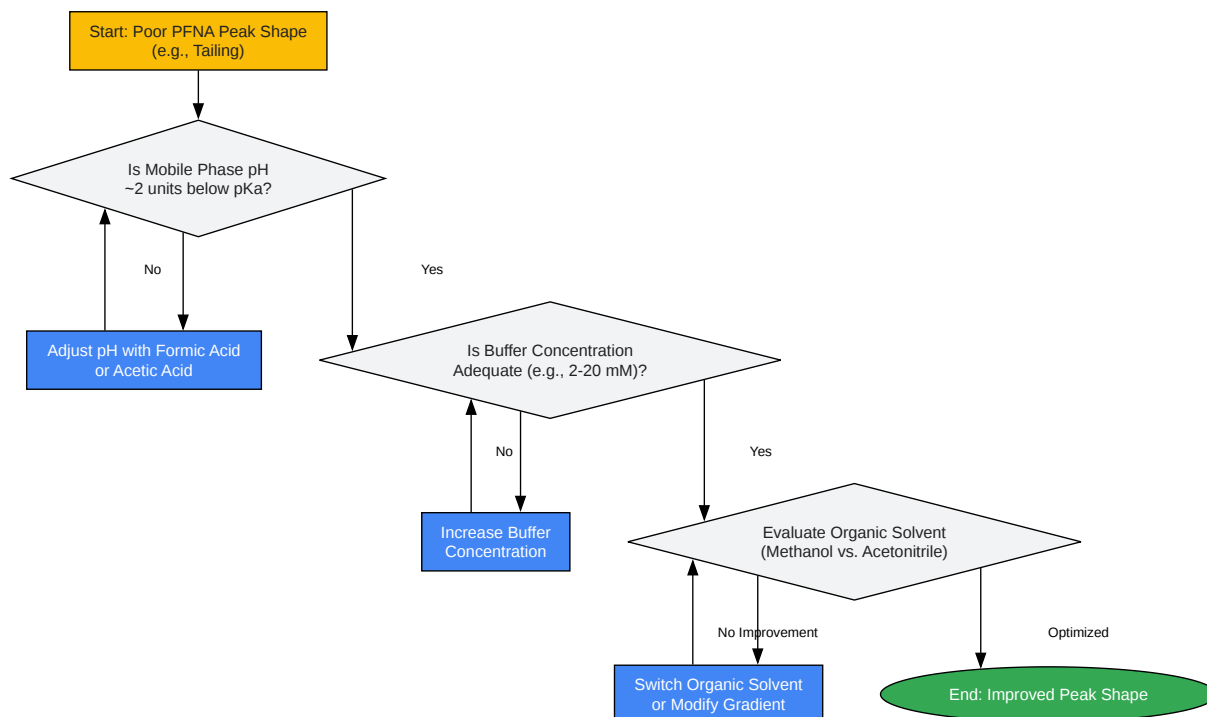 Start: Poor PFNA Peak Shape
(e.g., Tailing)
Is Mobile Phase pH
~2 units below pKa?
No
Yes
Adjust pH with Formic Acid
or Acetic Acid
Is Buffer Concentration
Adequate (e.g., 2-20 mM)?
No
Yes
Increase Buffer
Concentration
Evaluate Organic Solvent
(Methanol vs. Acetonitrile)
No Improvement
Optimized
Switch Organic Solvent
or Modify Gradient
End: Improved Peak Shape